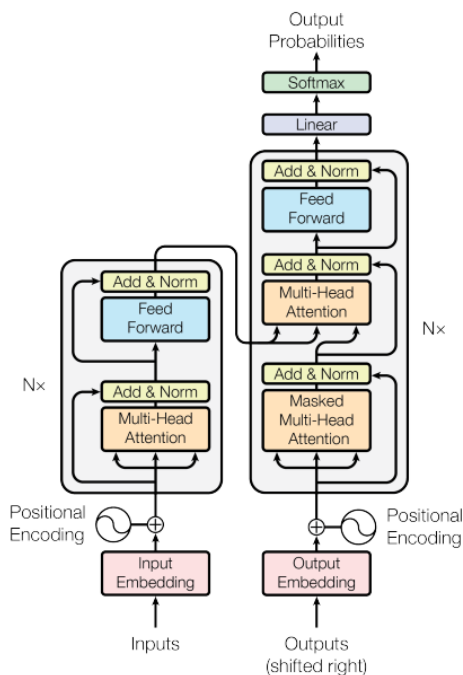 Output
Probabilities
Softmax
Linear
Add & Norm
Feed
Forward
Add & Norm
Multi-Head
Attention
Add & Norm
Masked
Multi-Head
Attention
N×
Add & Norm
Feed
Forward
N×
Add & Norm
Multi-Head
Attention
Positional
Encoding
Positional
Encoding
Input
Embedding
Output
Embedding
Inputs
Outputs
(shifted right)